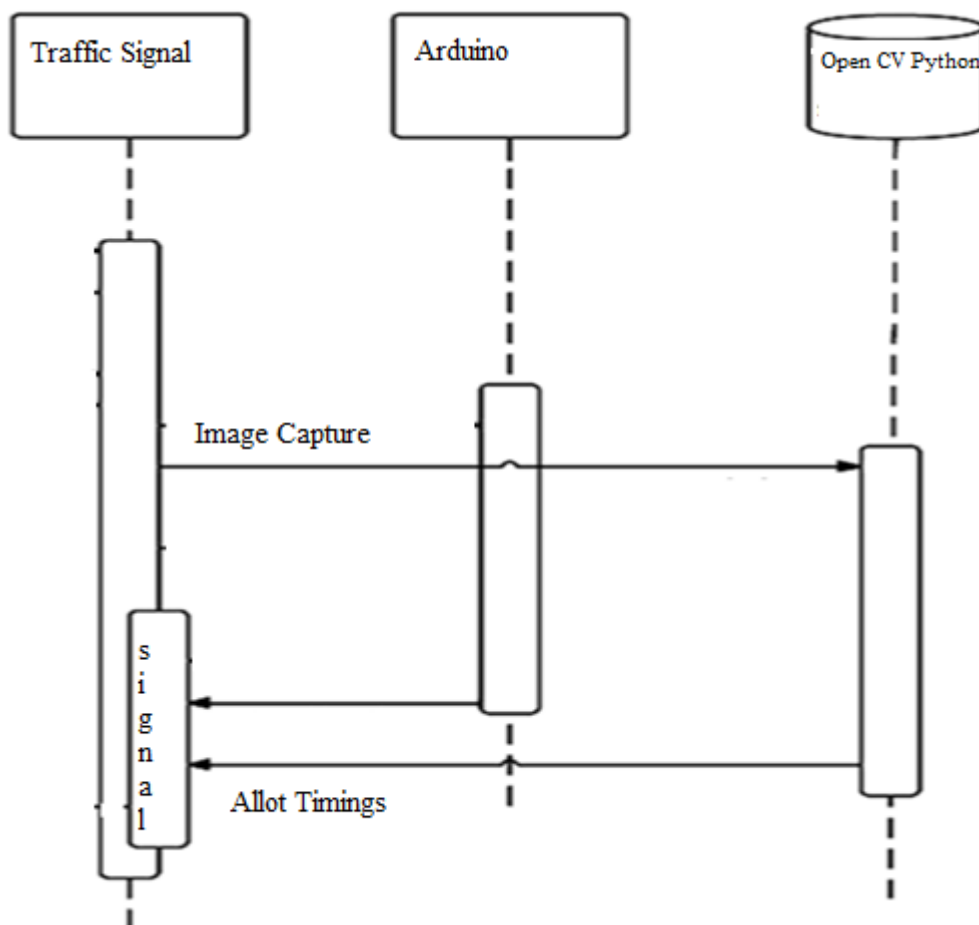 Traffic Signal
Arduino
Open CV Python
Image Capture
s
i
g
n
a
l
Allot Timings